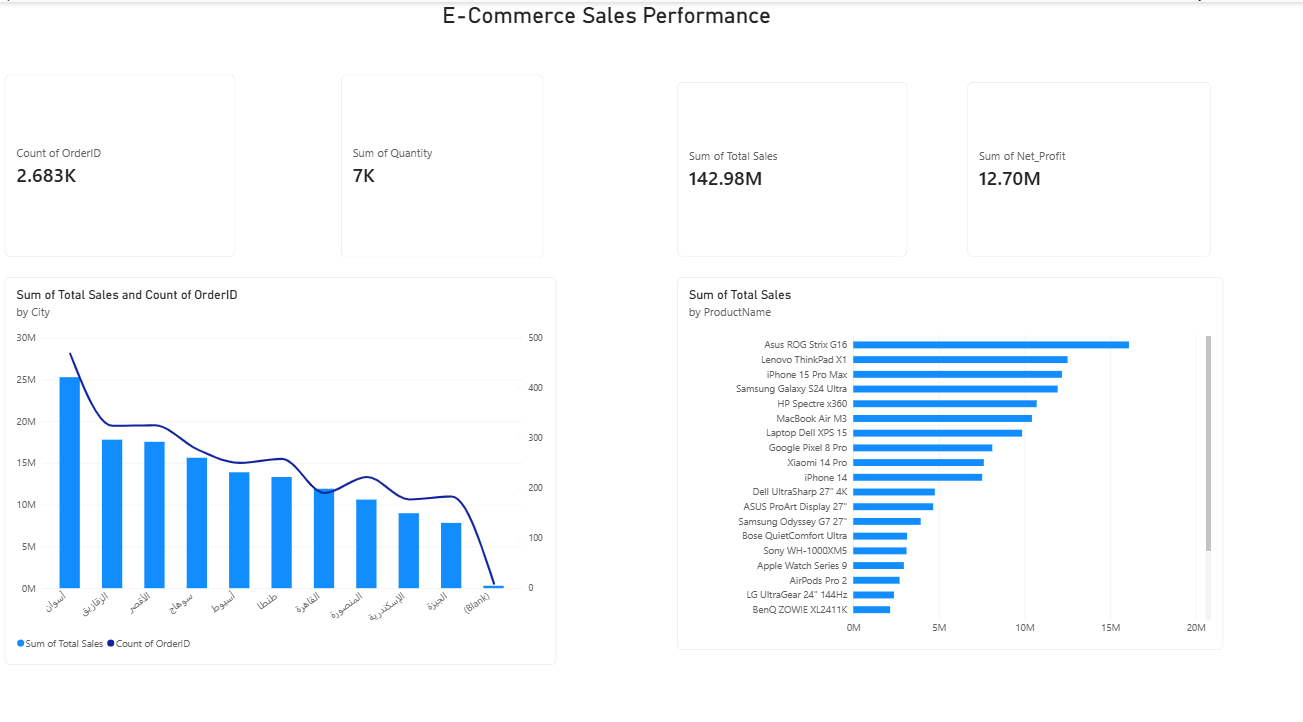 E-Commerce Sales Performance
Count of OrderID
2.683K
Sum of Quantity
7K
Sum of Total Sales
142.98M
Sum of Net_Profit
12.70M
Sum of Total Sales and Count of OrderID
by City
30M
25M
20M
15M
10M
5M
0M
500
400
300
200
100
0
أسوان
الزقازيق
الأقصر
سوهاج
أسيوط
طنطا
القاهرة
المنصورة
الإسكندرية
الجيزة
(Blank)
Sum of Total Sales
Count of OrderID
Sum of Total Sales
by ProductName
Asus ROG Strix G16
Lenovo ThinkPad X1
iPhone 15 Pro Max
Samsung Galaxy S24 Ultra
HP Spectre x360
MacBook Air M3
Laptop Dell XPS 15
Google Pixel 8 Pro
Xiaomi 14 Pro
iPhone 14
Dell UltraSharp 27" 4K
ASUS ProArt Display 27"
Samsung Odyssey G7 27"
Bose QuietComfort Ultra
Sony WH-1000XM5
Apple Watch Series 9
AirPods Pro 2
LG UltraGear 24" 144Hz
BenQ ZOWIE XL2411K
0M
5M
10M
15M
20M